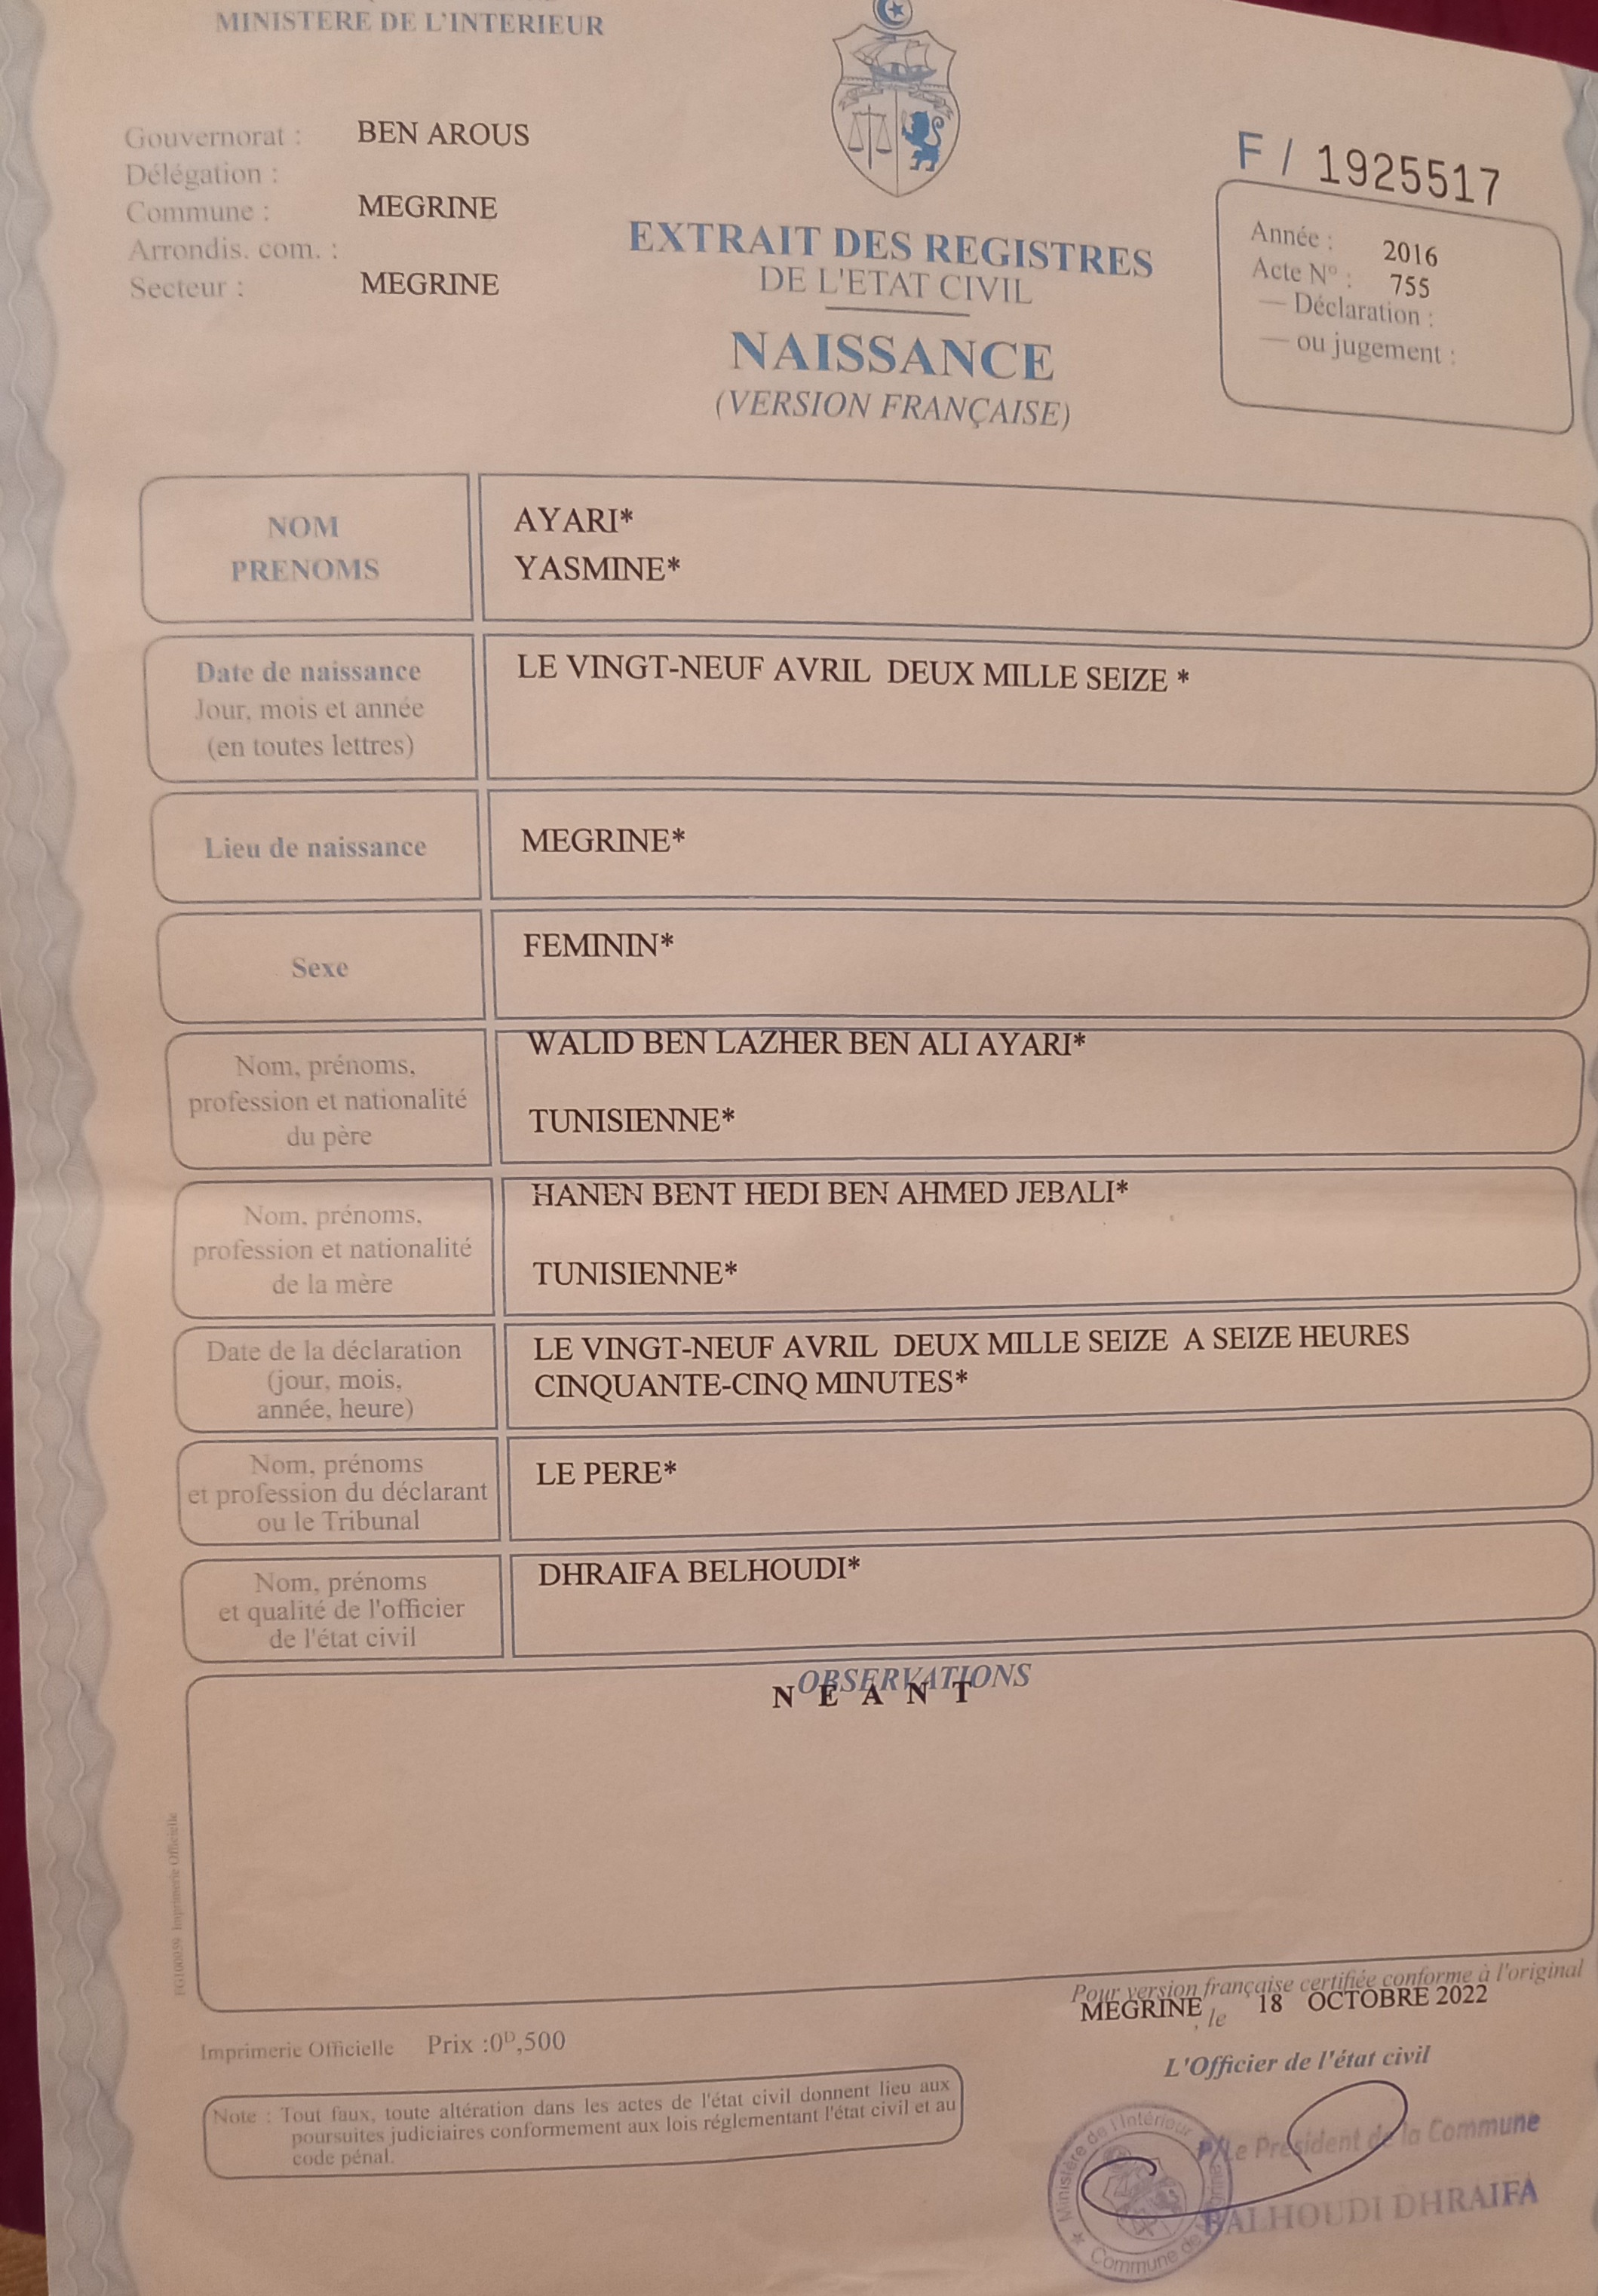 MINISTERE DE L'INTERIEUR
Gouvernorat : BEN AROUS
Délégation :
Commune : MEGRINE
Arrondis. com. :
Secteur : MEGRINE
EXTRAIT DES REGISTRES
DE L'ETAT CIVIL
NAISSANCE
(VERSION FRANÇAISE)
F / 1925517
Année : 2016
Acte Nº : 755
— Déclaration :
— ou jugement :
NOM
PRENOMS
AYARI*
YASMINE*
Date de naissance
Jour, mois et année
(en toutes lettres)
LE VINGT-NEUF AVRIL DEUX MILLE SEIZE *
Lieu de naissance
MEGRINE*
Sexe
FEMININ*
Nom, prénoms,
profession et nationalité
du père
WALID BEN LAZHER BEN ALI AYARI*
TUNISIENNE*
Nom, prénoms,
profession et nationalité
de la mère
HANEN BENT HEDI BEN AHMED JEBALI*
TUNISIENNE*
Date de la déclaration
(jour, mois,
année, heure)
LE VINGT-NEUF AVRIL DEUX MILLE SEIZE A SEIZE HEURES
CINQUANTE-CINQ MINUTES*
Nom, prénoms
et profession du déclarant
ou le Tribunal
LE PERE*
Nom, prénoms
et qualité de l'officier
de l'état civil
DHRAIFA BELHOUDI*
OBSERVATIONS
N E A N T
Imprimerie Officielle
Pour version française certifiée conforme à l'original
MEGRINE , le 18 OCTOBRE 2022
L'Officier de l'état civil
Imprimerie Officielle Prix :0ᴰ,500
Note : Tout faux, toute altération dans les actes de l'état civil donnent lieu aux
poursuites judiciaires conformement aux lois réglementant l'état civil et au
code pénal.
Ministère de l'Intérieur
Commune de
P/Le Président de la Commune
BALHOUDI DHRAIFA